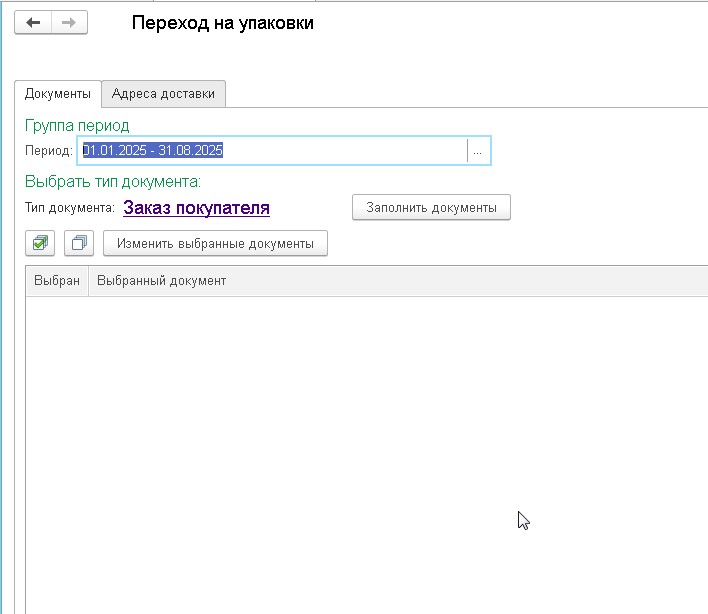 Переход на упаковки
Документы Адреса доставки
Группа период
Период: 01.01.2025 - 31.08.2025 ...
Выбрать тип документа:
Тип документа: Заказ покупателя Заполнить документы
Изменить выбранные документы
Выбран Выбранный документ